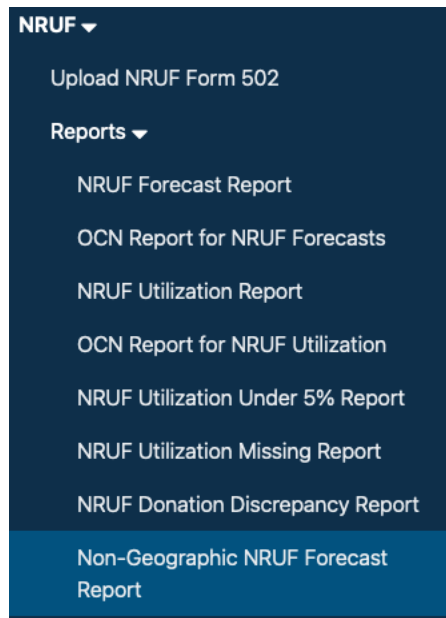 NRUF
Upload NRUF Form 502
Reports
NRUF Forecast Report
OCN Report for NRUF Forecasts
NRUF Utilization Report
OCN Report for NRUF Utilization
NRUF Utilization Under 5% Report
NRUF Utilization Missing Report
NRUF Donation Discrepancy Report
Non-Geographic NRUF Forecast
Report